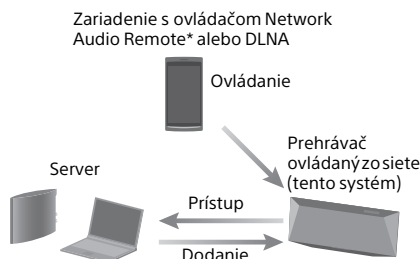 Zariadenie s ovládačom Network
Audio Remote* alebo DLNA
Ovládanie
Prehrávač
ovládaný zo siete
(tento systém)
Server
Prístup
Dodanie